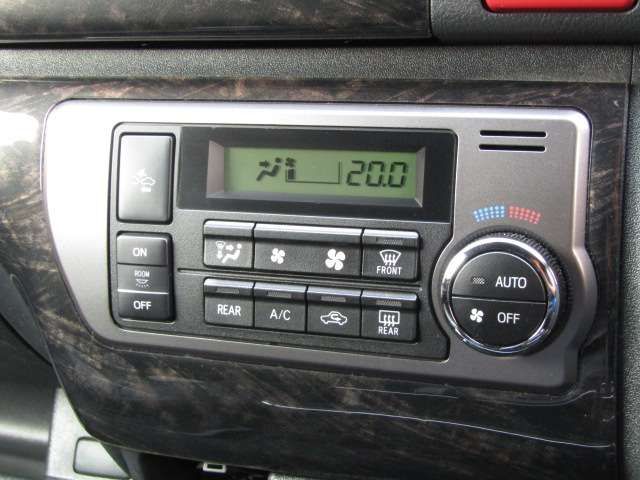 20.0
ON
ROOM
OFF
FRONT
REAR
A/C
REAR
AUTO
OFF